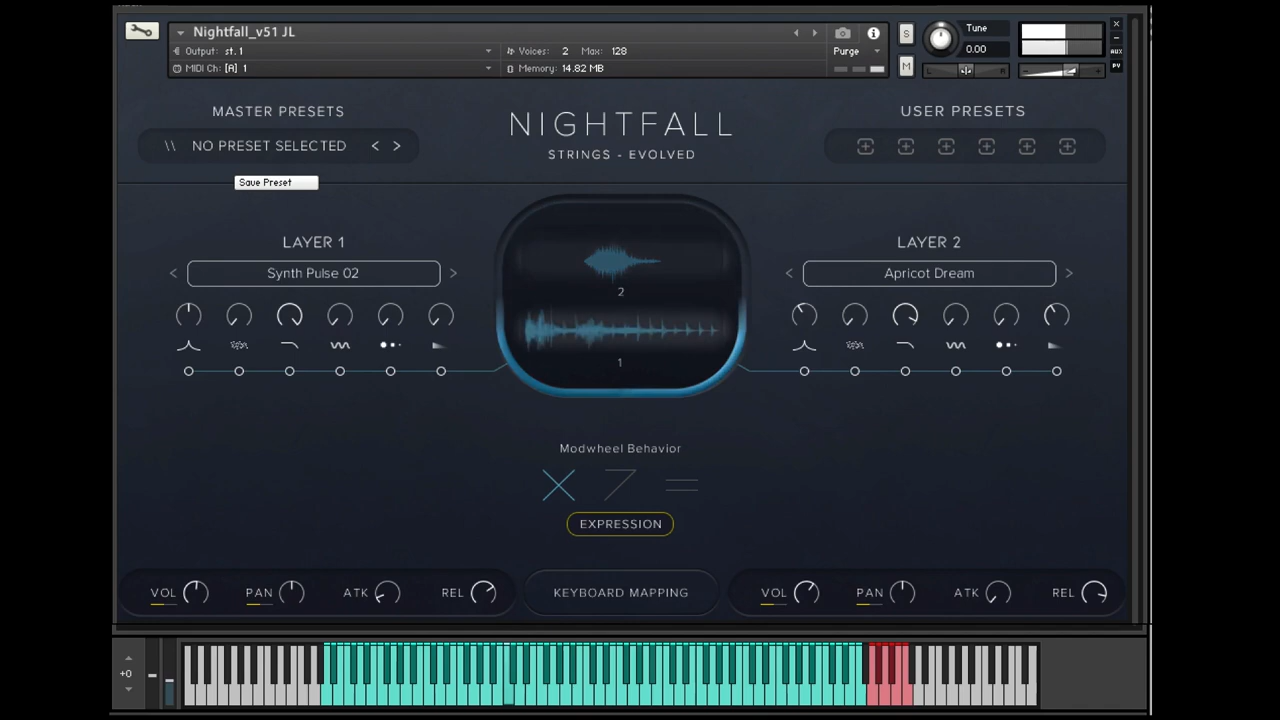 Nightfall_v51 JL
Output: st.1
Voices: 2 Max: 128
Purge
MIDI Ch: [A] 1
Memory: 14.82 MB
S
M
Tune
0.00
L
R
AUX
PV
MASTER PRESETS
NO PRESET SELECTED
Save Preset
NIGHTFALL
STRINGS - EVOLVED
USER PRESETS
LAYER 1
Synth Pulse 02
2
1
LAYER 2
Apricot Dream
Modwheel Behavior
EXPRESSION
VOL
PAN
ATK
REL
KEYBOARD MAPPING
VOL
PAN
ATK
REL
+0